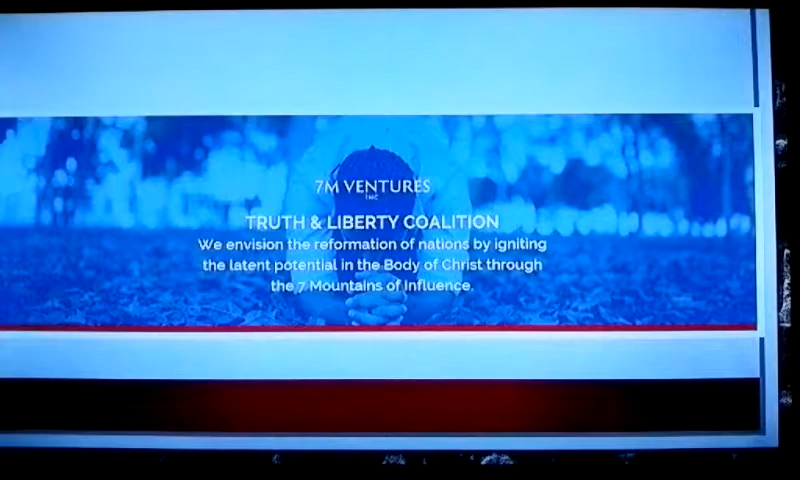 7M VENTURES
INC
TRUTH & LIBERTY COALITION
We envision the reformation of nations by igniting
the latent potential in the Body of Christ through
the 7 Mountains of Influence.